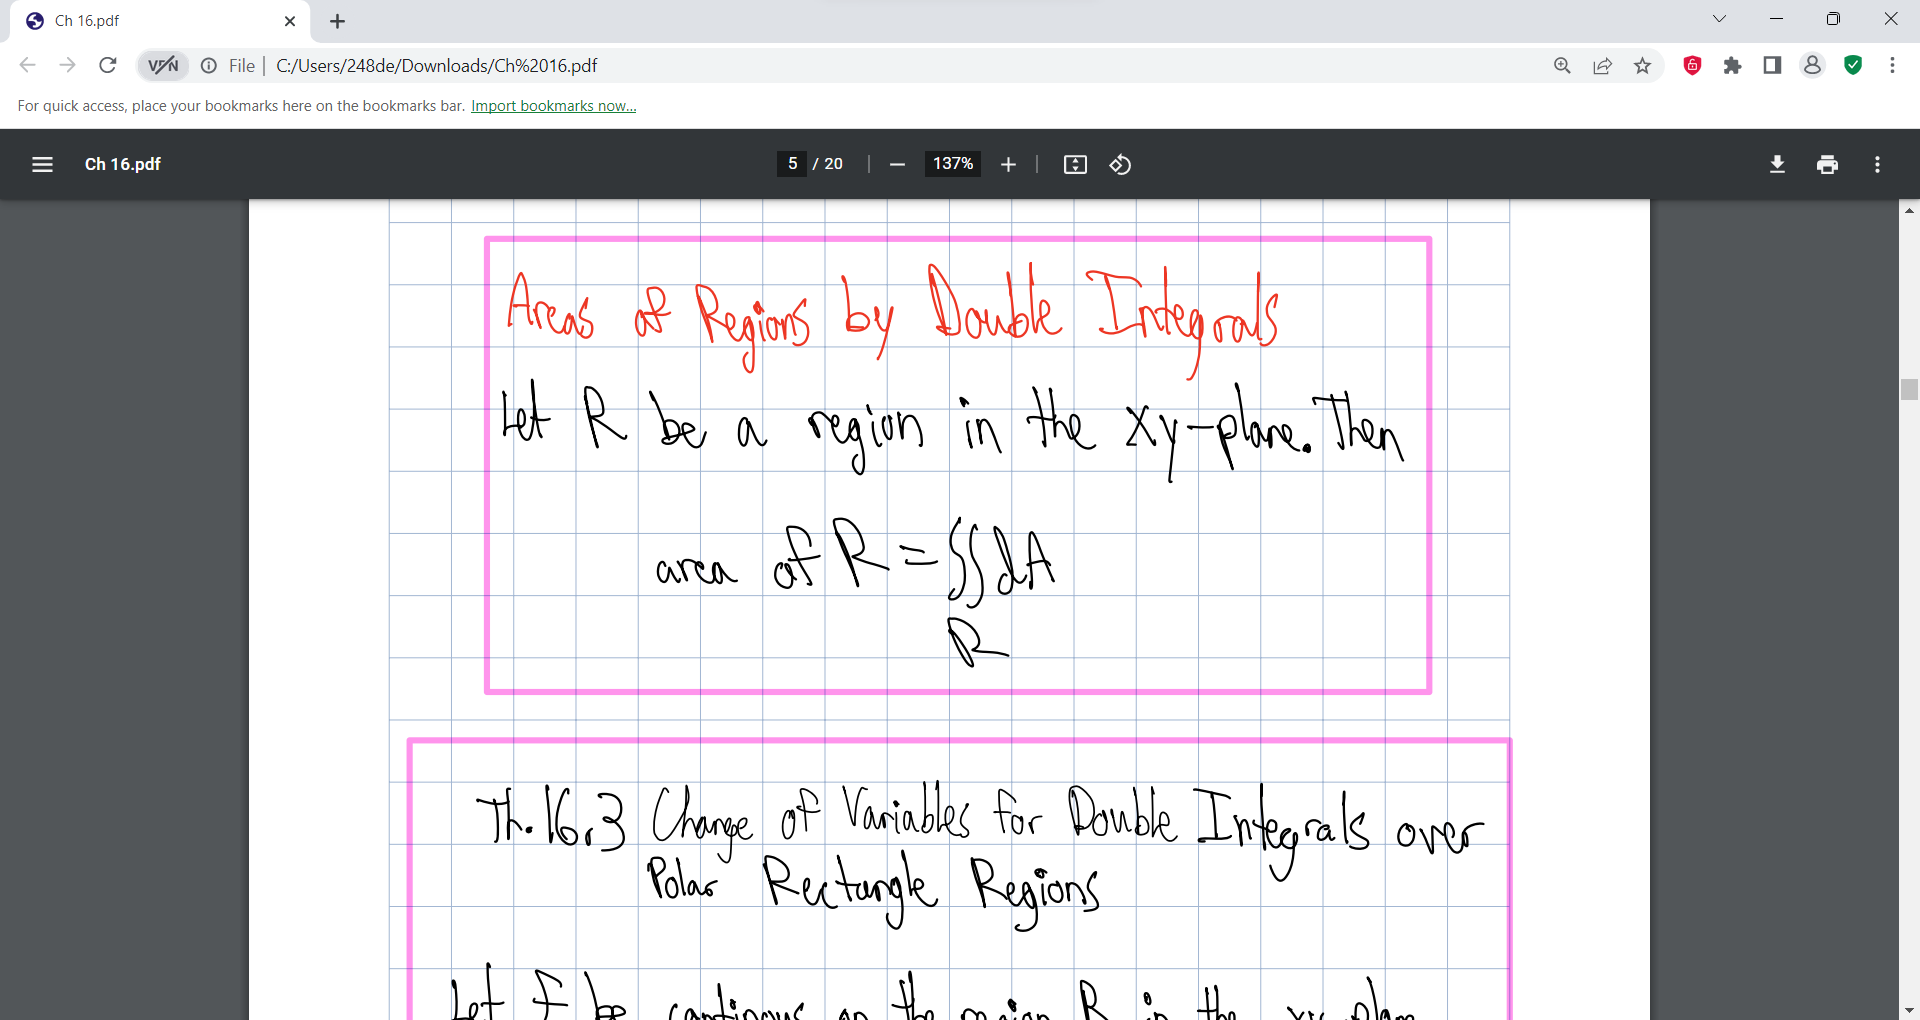 Ch 16.pdf
File | C:/Users/248de/Downloads/Ch%2016.pdf
For quick access, place your bookmarks here on the bookmarks bar. Import bookmarks now...
Ch 16.pdf 5 / 20 137%
Areas of Regions by Double Integrals
Let R be a region in the xy-plane. Then
area of R = ∬ dA
R
Th. 16.3 Change of Variables for Double Integrals over
Polar Rectangle Regions
Let f be continuous on the region R in the xy-plane